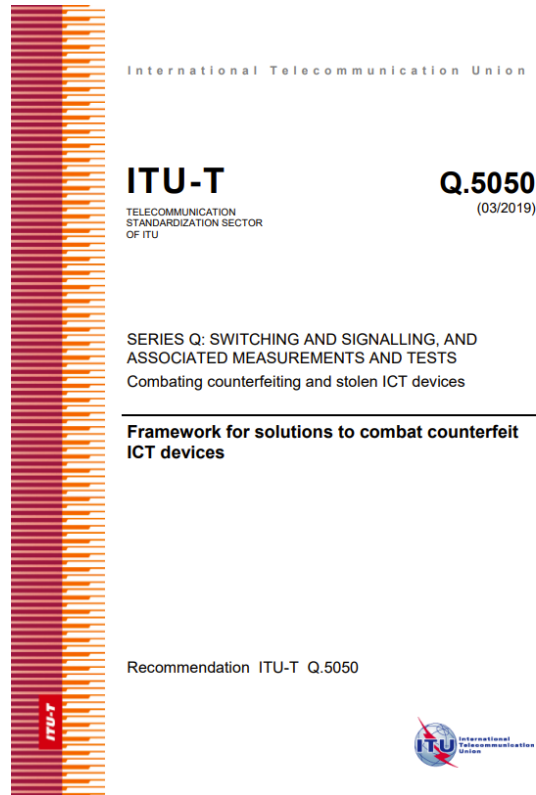 International Telecommunication Union
ITU-T
Q.5050
TELECOMMUNICATION
STANDARDIZATION SECTOR
OF ITU
(03/2019)
SERIES Q: SWITCHING AND SIGNALLING, AND
ASSOCIATED MEASUREMENTS AND TESTS
Combating counterfeiting and stolen ICT devices
Framework for solutions to combat counterfeit
ICT devices
Recommendation ITU-T Q.5050
ITU-T
ITU
International
Telecommunication
Union